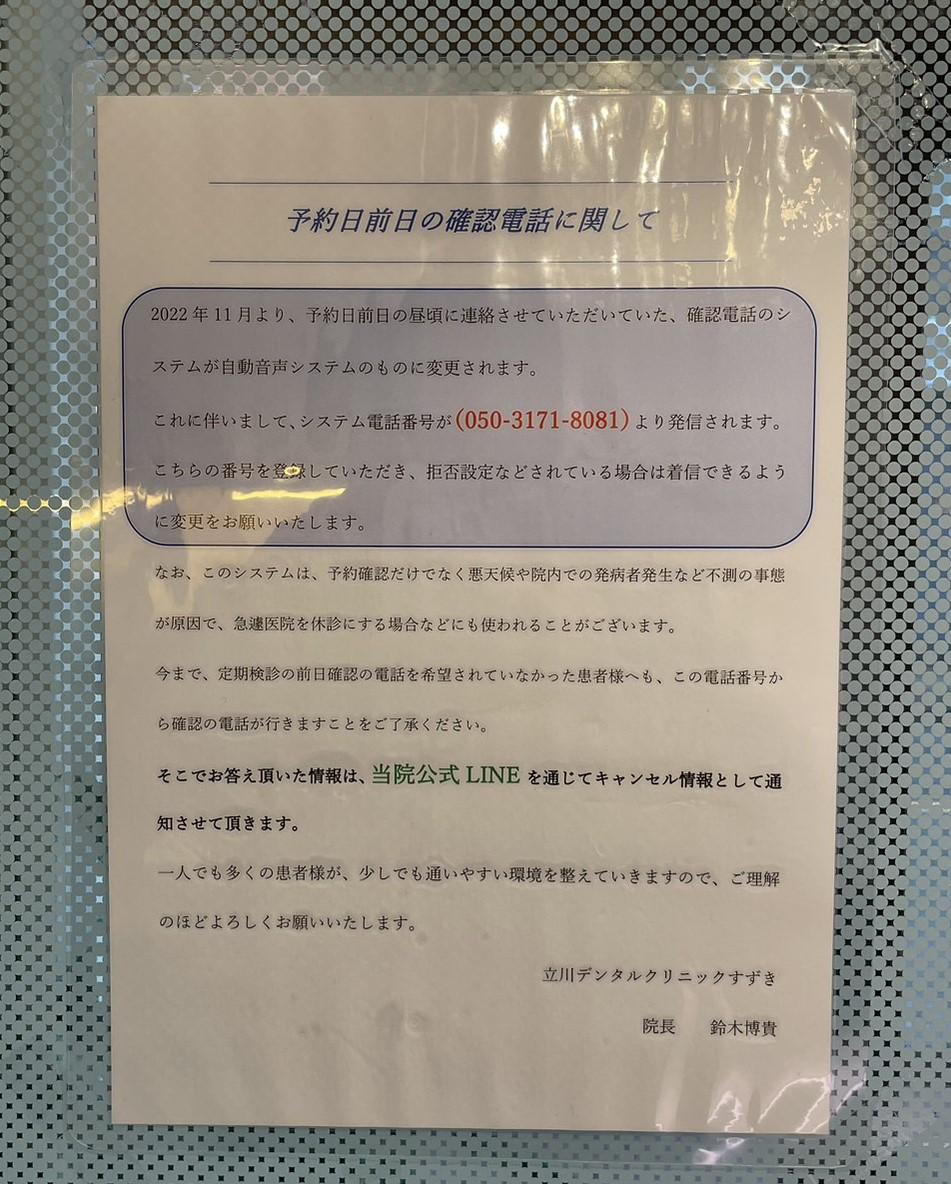 予約日前日の確認電話に関して
2022 年 11 月より、予約日前日の昼頃に連絡させていただいていた、確認電話のシ
ステムが自動音声システムのものに変更されます。
これに伴いまして、システム電話番号が(050-3171-8081)より発信されます。
こちらの番号を登録していただき、拒否設定などされている場合は着信できるよう
に変更をお願いいたします。
なお、このシステムは、予約確認だけでなく悪天候や院内での発病者発生など不測の事態
が原因で、急遽医院を休診にする場合などにも使われることがございます。
今まで、定期検診の前日確認の電話を希望されていなかった患者様へも、この電話番号か
ら確認の電話が行きますことをご了承ください。
そこでお答え頂いた情報は、当院公式 LINE を通じてキャンセル情報として通
知させて頂きます。
一人でも多くの患者様が、少しでも通いやすい環境を整えていきますので、ご理解
のほどよろしくお願いいたします。
立川デンタルクリニックすずき
院長 鈴木博貴